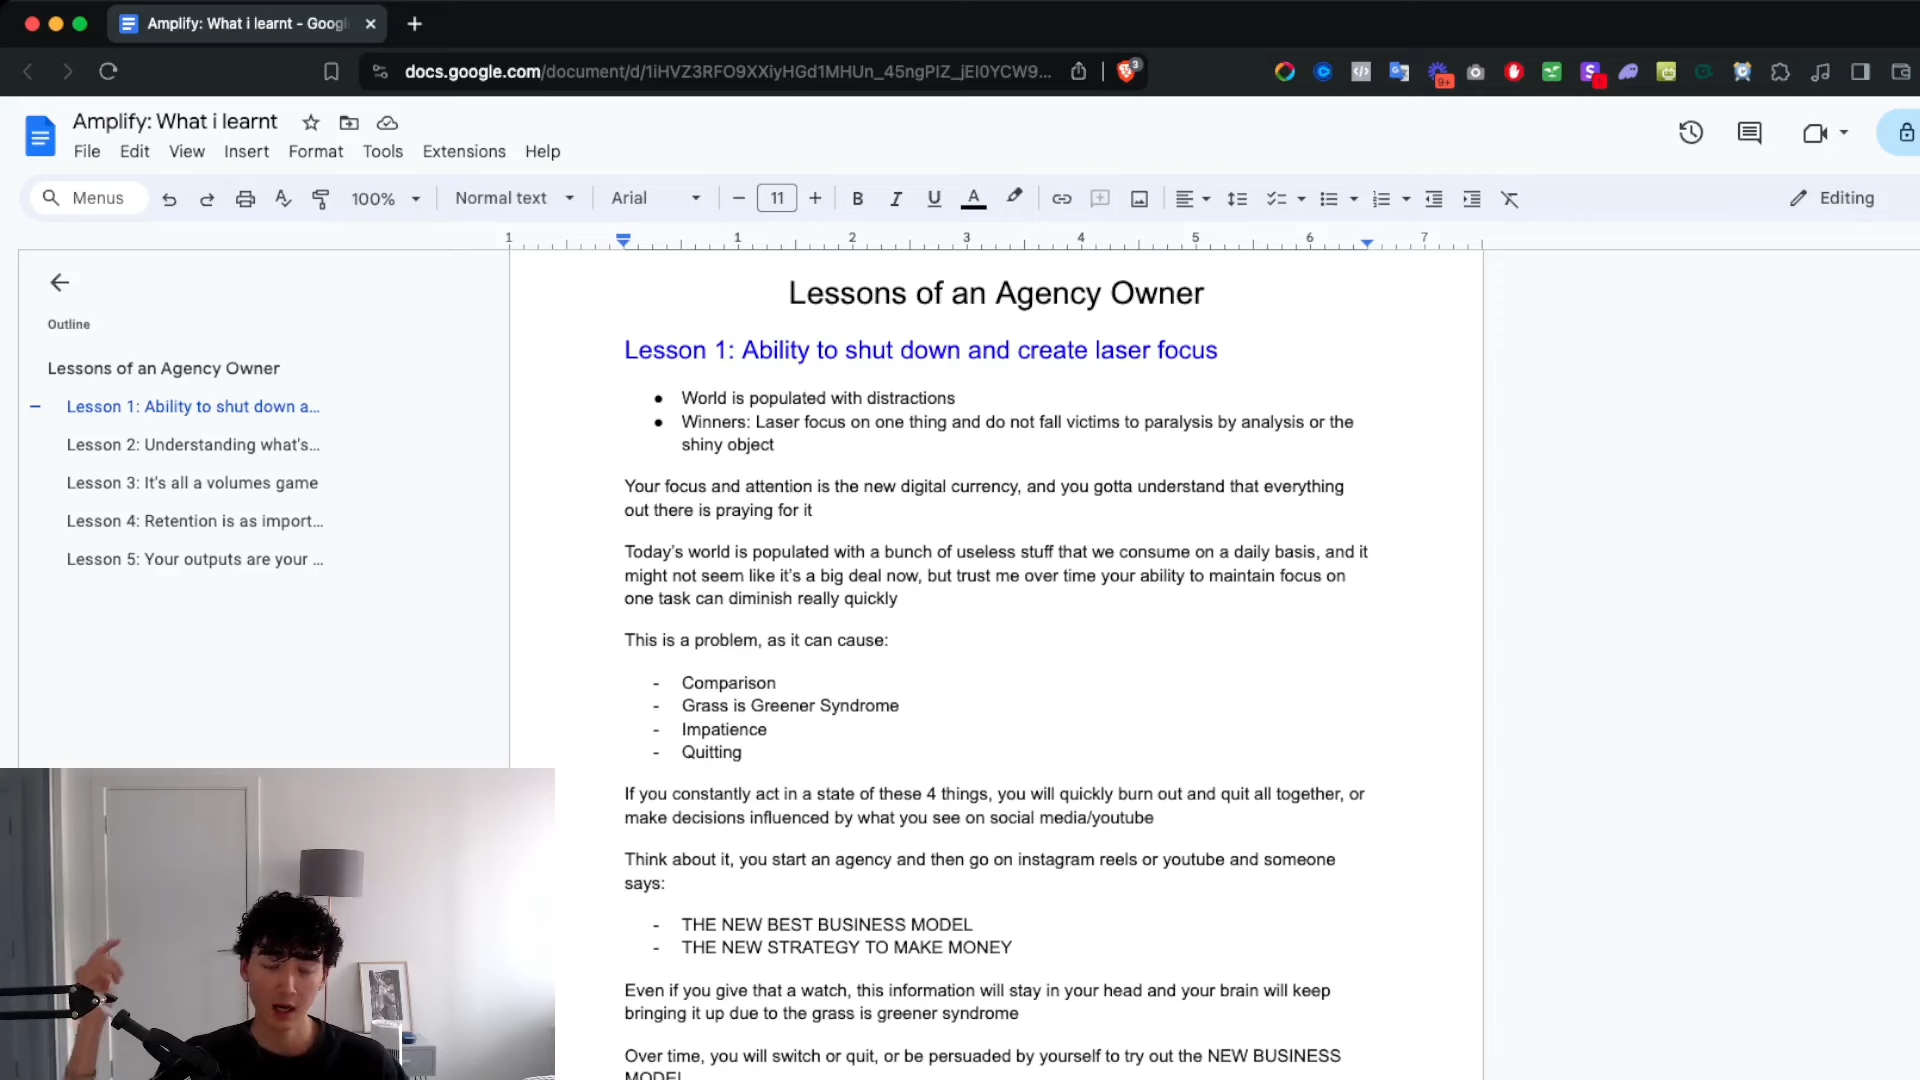 Amplify: What i learnt - Googl
docs.google.com/document/d/1iHVZ3RFO9XXiyHGd1MHUn_45ngPIZ_jEI0YCW9...
3
9+
Amplify: What i learnt
File Edit View Insert Format Tools Extensions Help
Menus 100% Normal text Arial 11 Editing
1 1 2 3 4 5 6 7
Outline
Lessons of an Agency Owner
Lesson 1: Ability to shut down a...
Lesson 2: Understanding what's...
Lesson 3: It's all a volumes game
Lesson 4: Retention is as import...
Lesson 5: Your outputs are your ...
Lessons of an Agency Owner
Lesson 1: Ability to shut down and create laser focus
● World is populated with distractions
● Winners: Laser focus on one thing and do not fall victims to paralysis by analysis or the
shiny object
Your focus and attention is the new digital currency, and you gotta understand that everything
out there is praying for it
Today's world is populated with a bunch of useless stuff that we consume on a daily basis, and it
might not seem like it's a big deal now, but trust me over time your ability to maintain focus on
one task can diminish really quickly
This is a problem, as it can cause:
- Comparison
- Grass is Greener Syndrome
- Impatience
- Quitting
If you constantly act in a state of these 4 things, you will quickly burn out and quit all together, or
make decisions influenced by what you see on social media/youtube
Think about it, you start an agency and then go on instagram reels or youtube and someone
says:
- THE NEW BEST BUSINESS MODEL
- THE NEW STRATEGY TO MAKE MONEY
Even if you give that a watch, this information will stay in your head and your brain will keep
bringing it up due to the grass is greener syndrome
Over time, you will switch or quit, or be persuaded by yourself to try out the NEW BUSINESS
MODEL